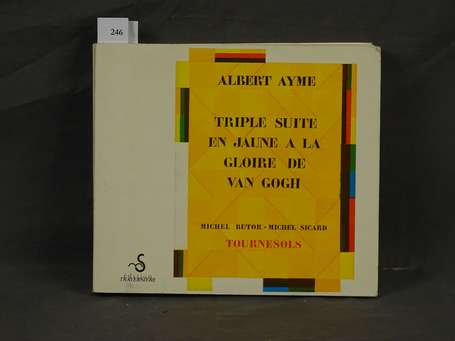 246
ALBERT AYME
TRIPLE SUITE
EN JAUNE A LA
GLOIRE DE
VAN GOGH
MICHEL BUTOR - MICHEL SICARD
TOURNESOLS